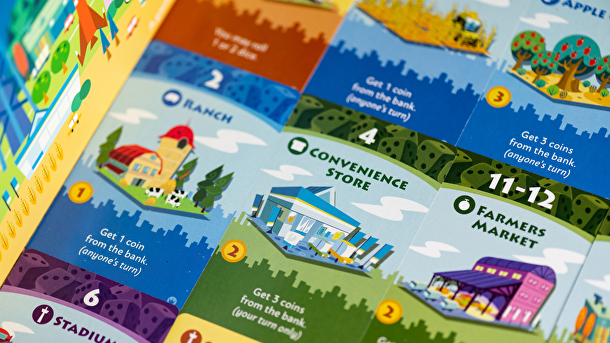 You may roll
1 or 2 dice.
Get 1 coin
from the bank.
(anyone's turn)
APPLE
3
Get 3 coins
from the bank.
(anyone's turn)
2
RANCH
1
Get 1 coin
from the bank.
(anyone's turn)
4
CONVENIENCE
STORE
2
Get 3 coins
from the bank.
(your turn only)
11-12
FARMERS
MARKET
2
6
STADIUM